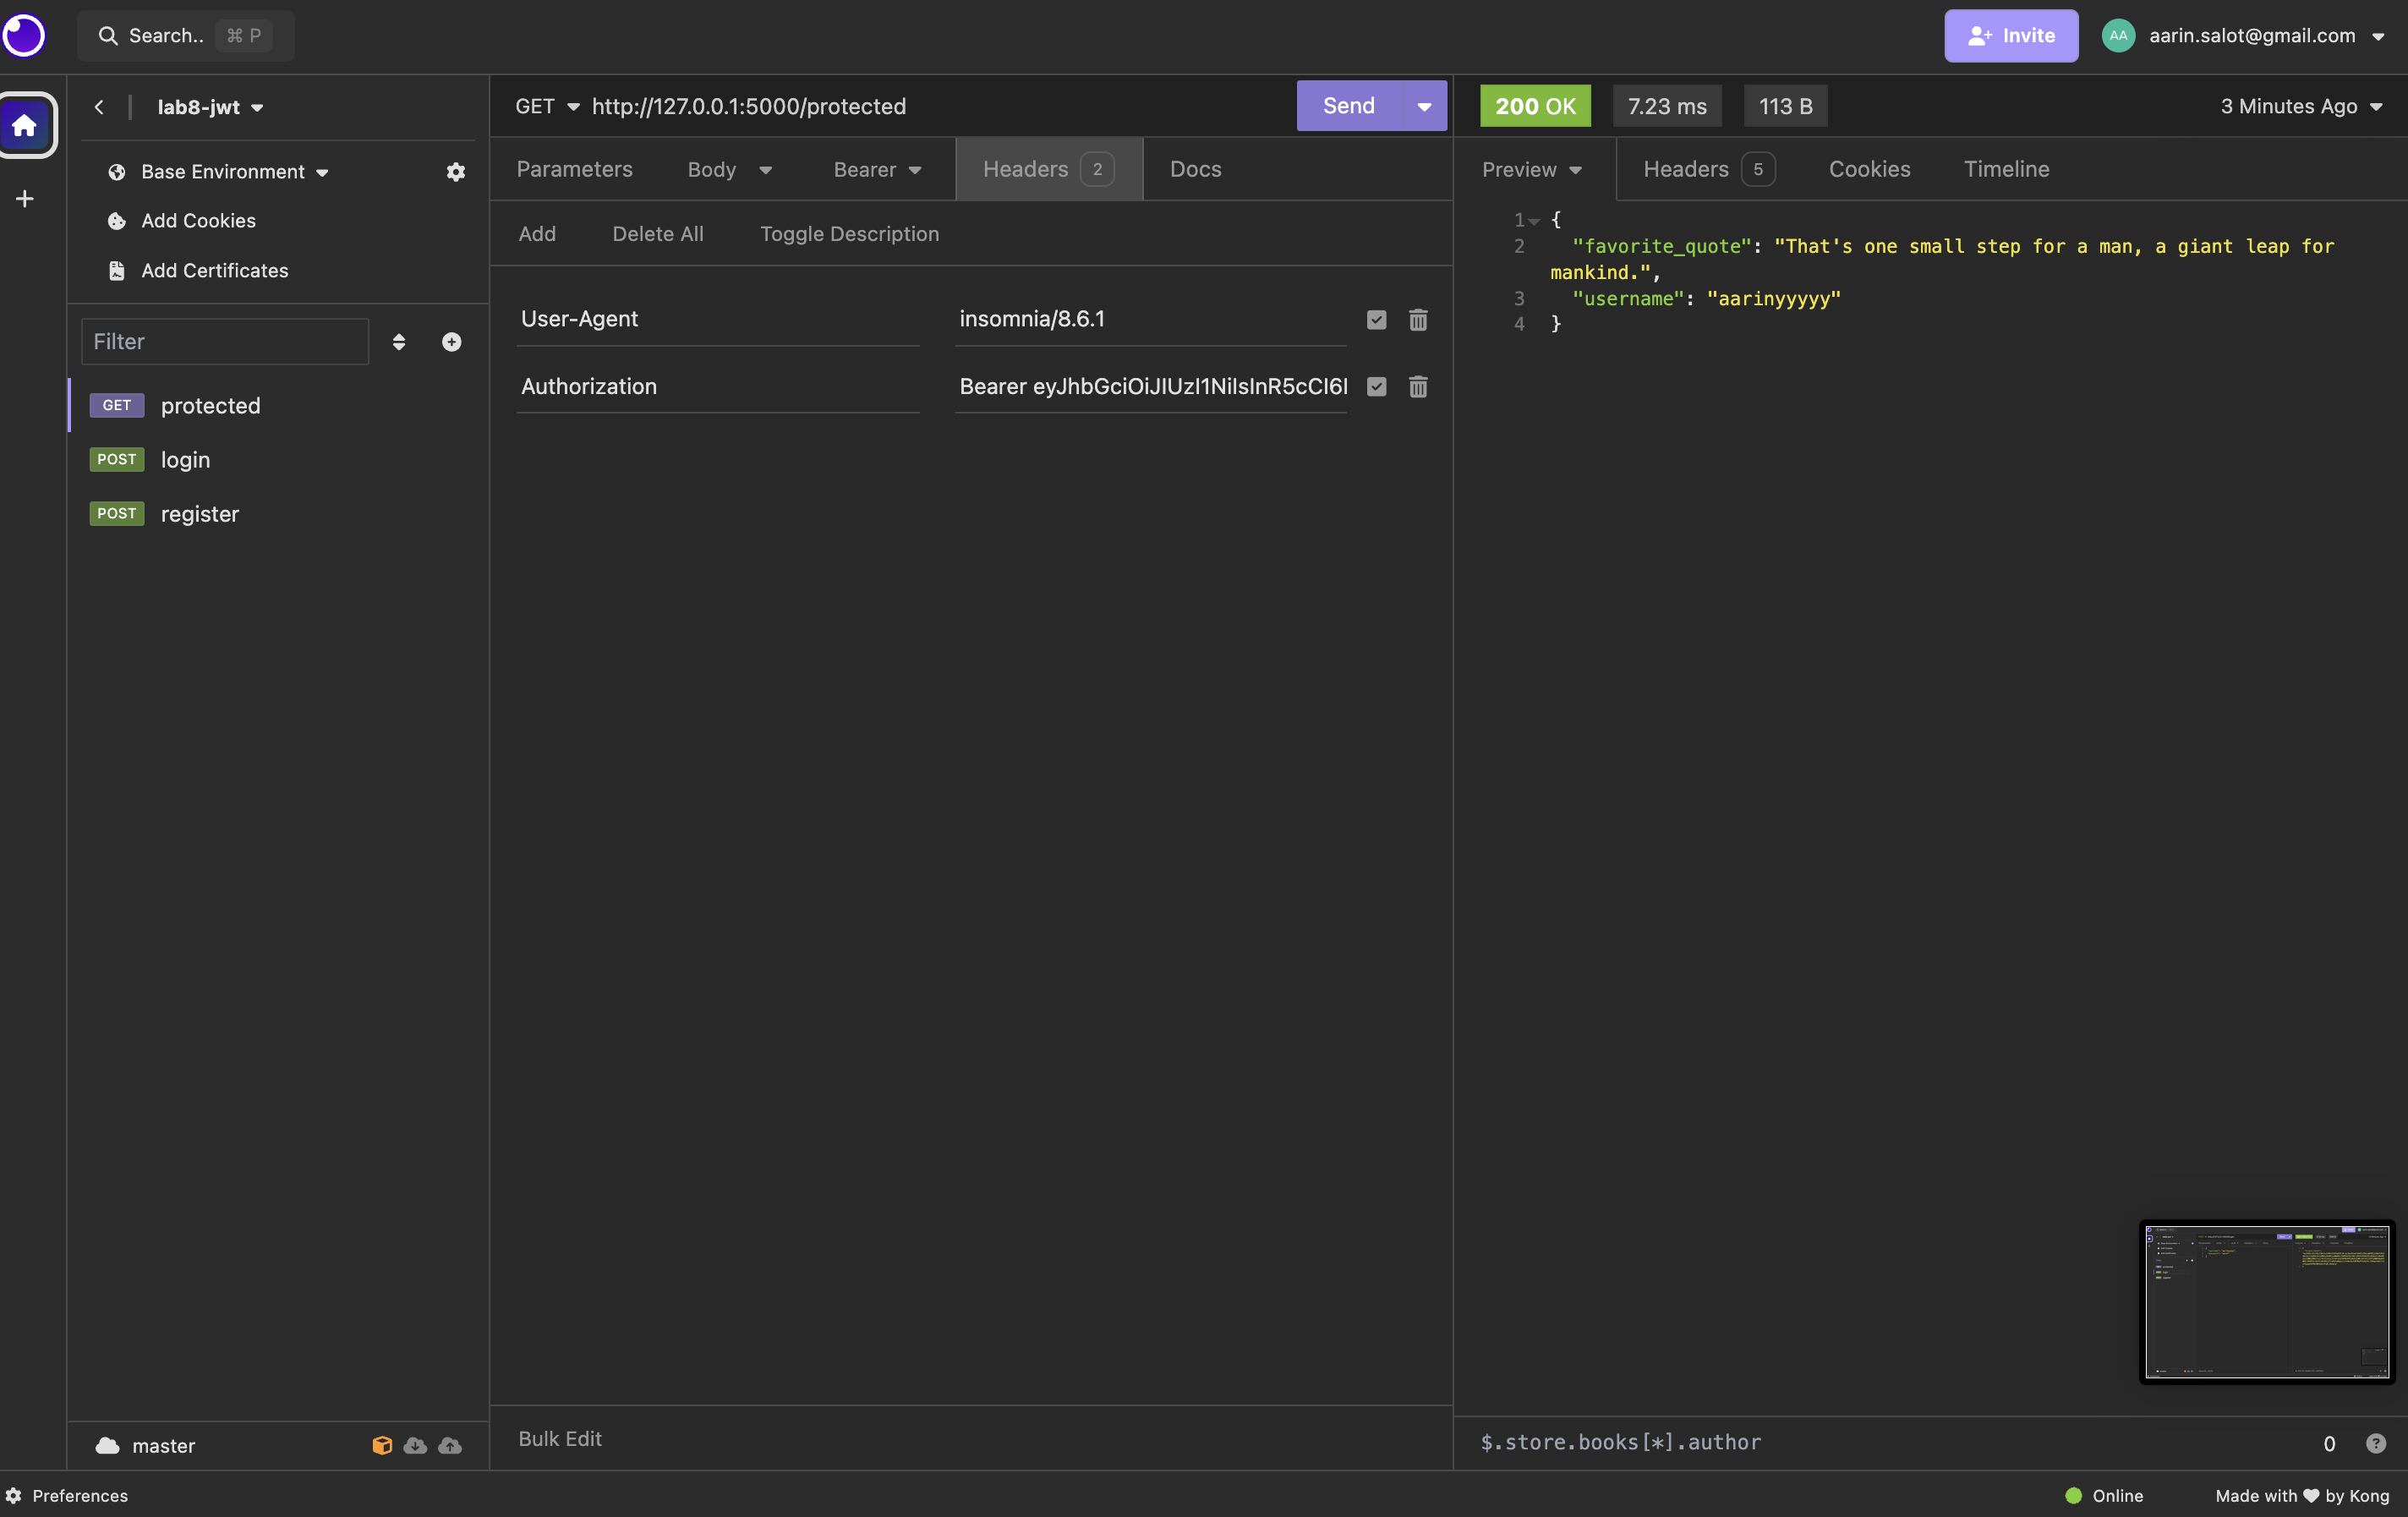 Search.. ⌘ P
Invite
AA aarin.salot@gmail.com
lab8-jwt
Base Environment
Add Cookies
Add Certificates
Filter
GET protected
POST login
POST register
master
GET http://127.0.0.1:5000/protected
Send
Parameters Body Bearer Headers 2 Docs
Add Delete All Toggle Description
User-Agent insomnia/8.6.1
Authorization Bearer eyJhbGciOiJIUzI1NiIsInR5cCI6I
Bulk Edit
200 OK 7.23 ms 113 B 3 Minutes Ago
Preview Headers 5 Cookies Timeline
1 {
2 "favorite_quote": "That's one small step for a man, a giant leap for
mankind.",
3 "username": "aarinyyyyy"
4 }
$.store.books[*].author 0 ?
Preferences
Online Made with ♥ by Kong